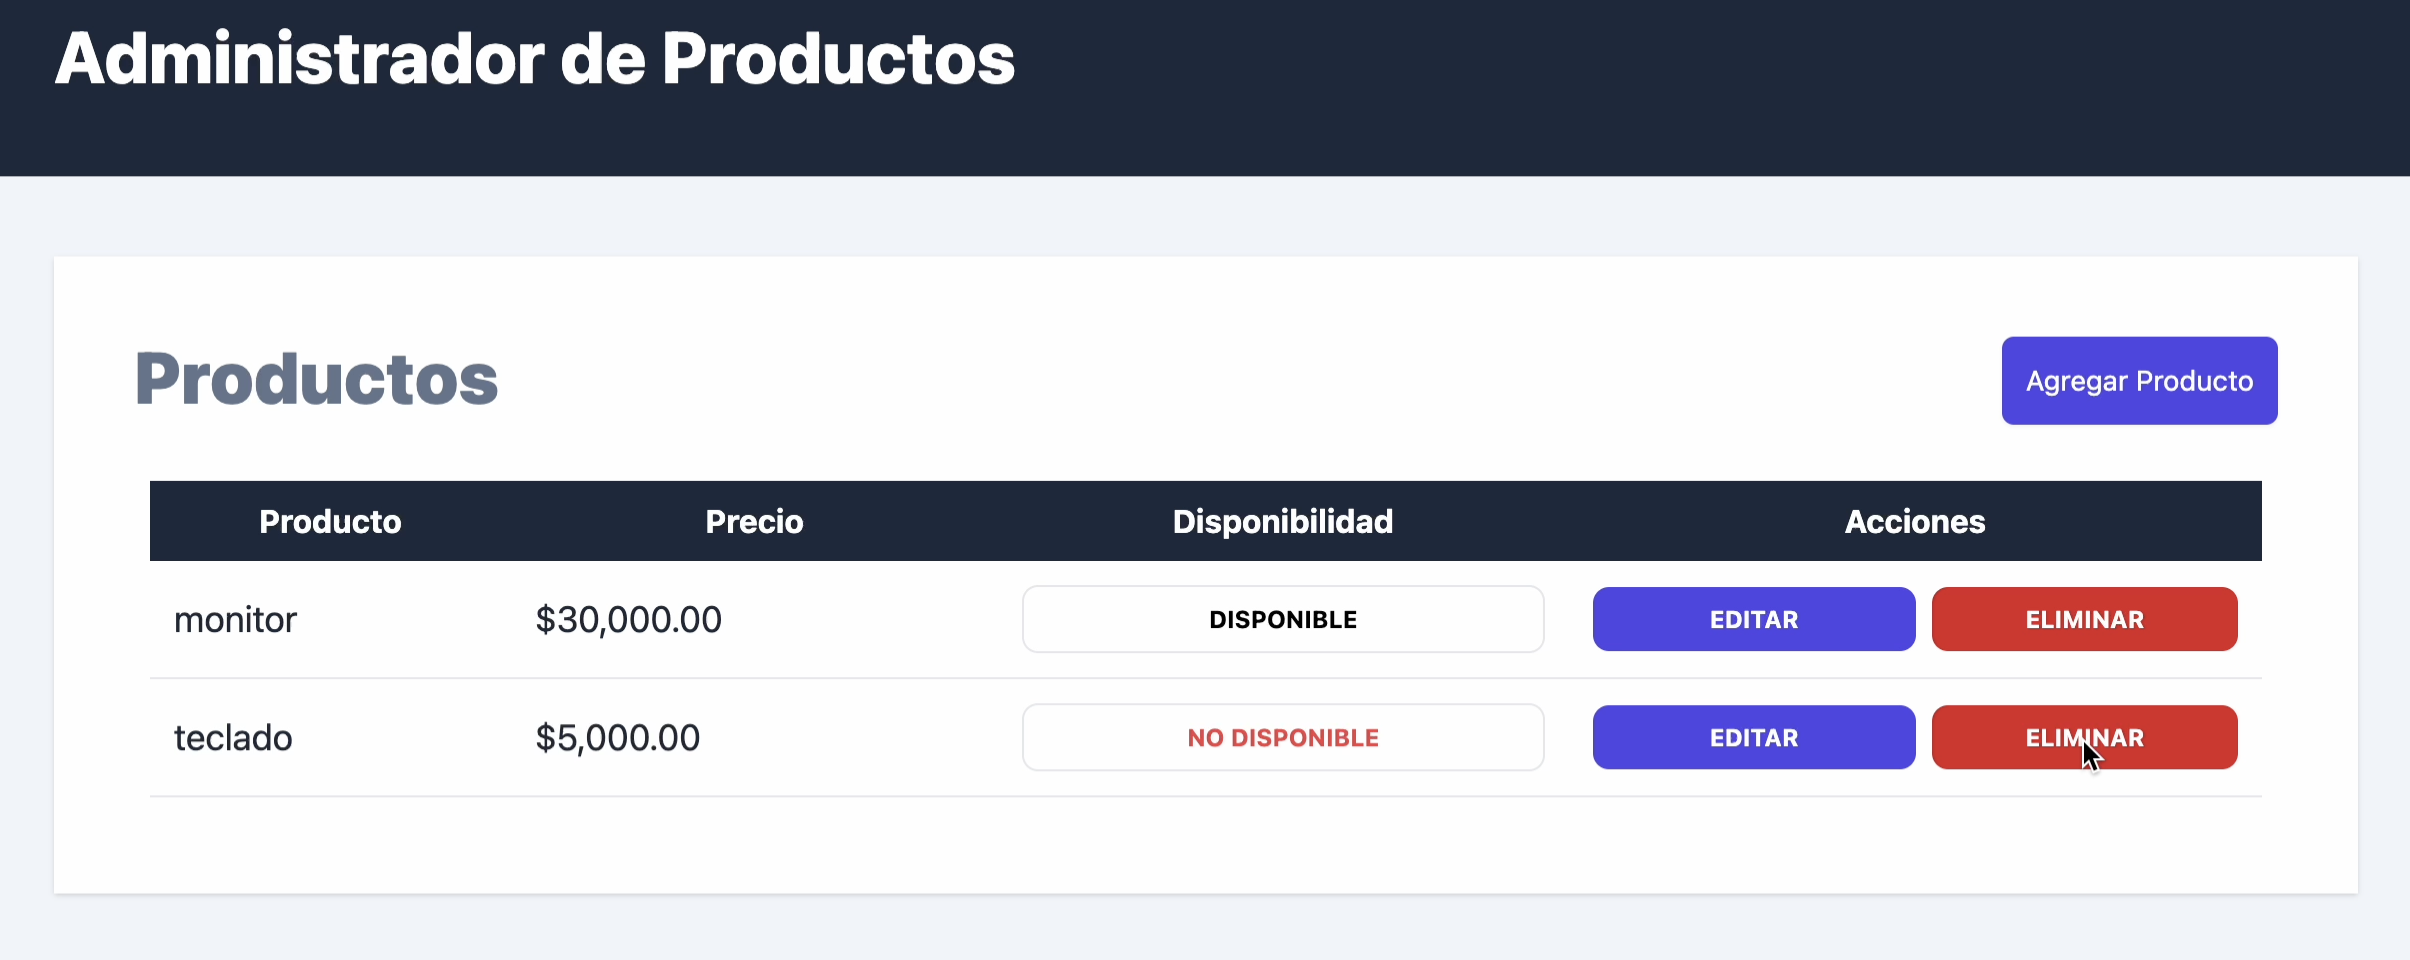 Administrador de Productos
Productos
Agregar Producto
Producto Precio Disponibilidad Acciones
monitor $30,000.00 DISPONIBLE EDITAR ELIMINAR
teclado $5,000.00 NO DISPONIBLE EDITAR ELIMINAR